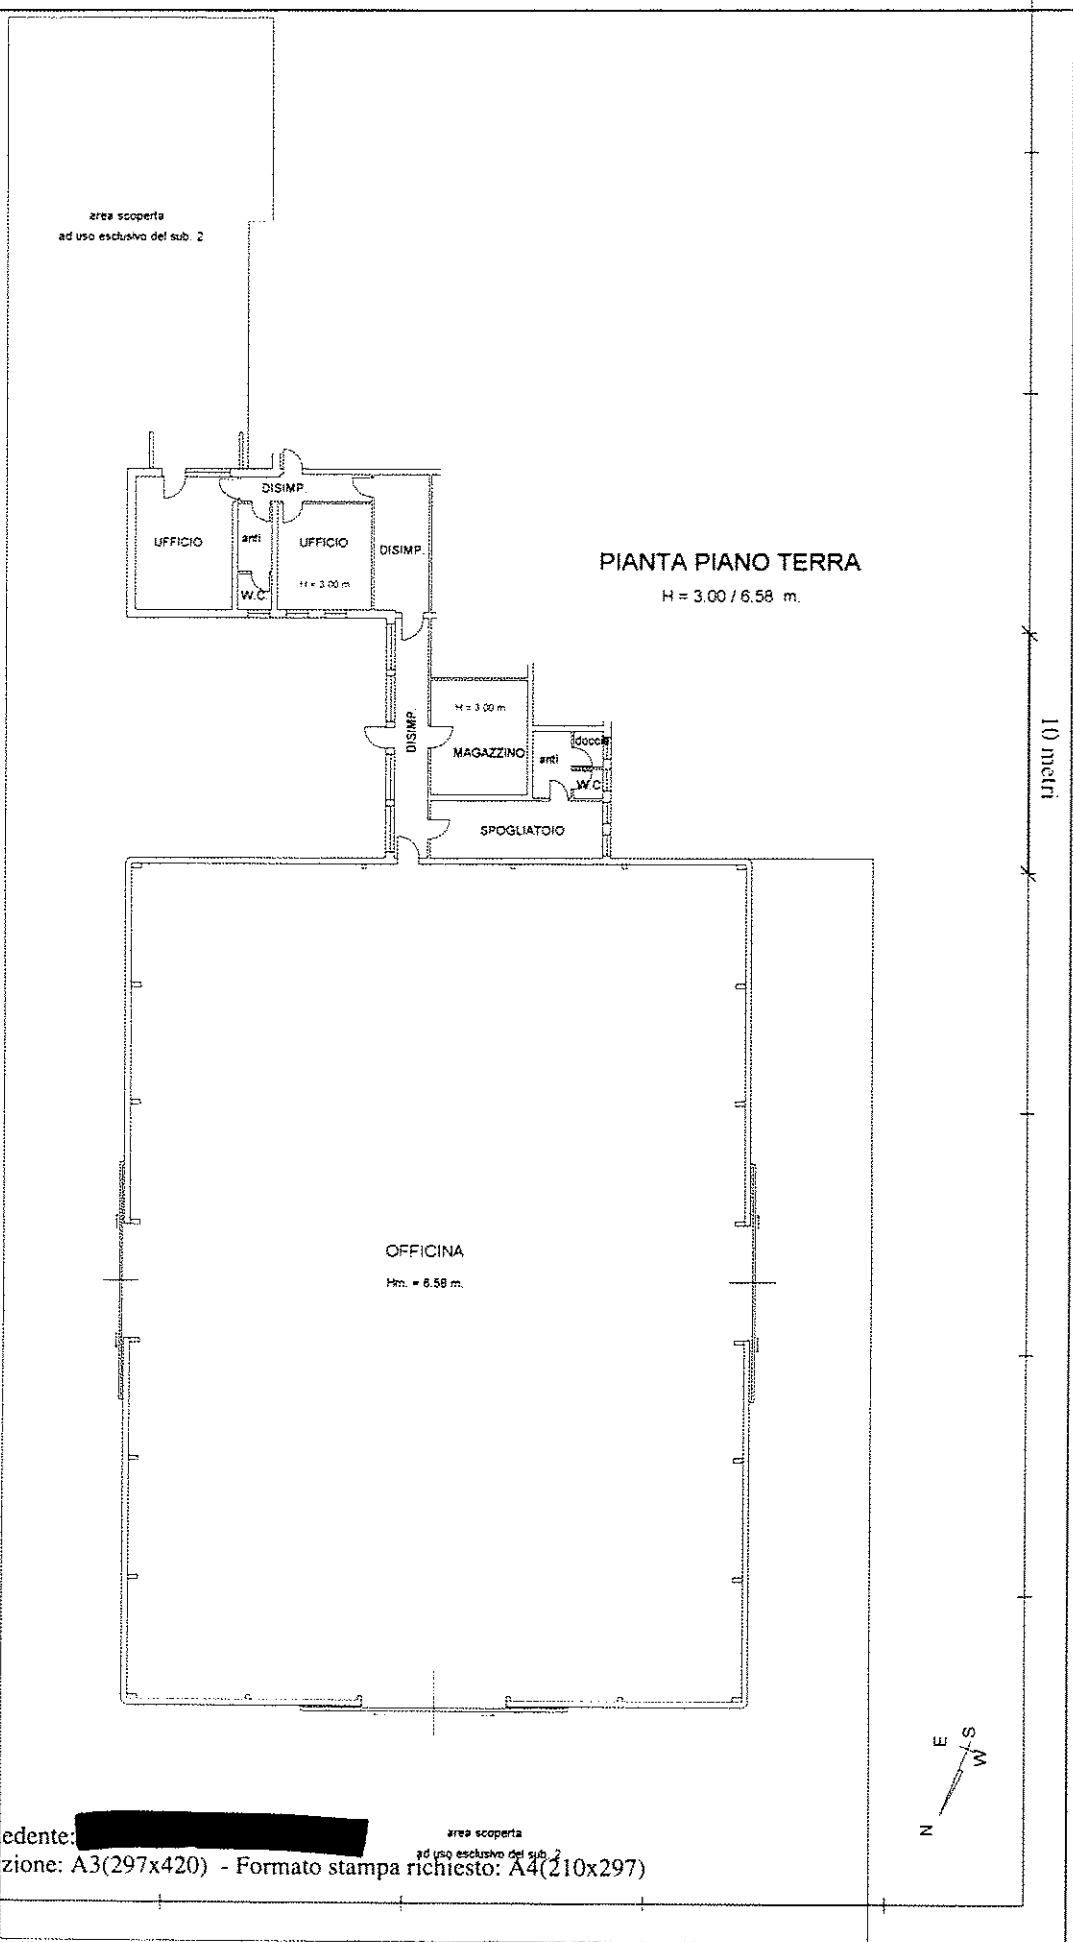 area scoperta
ad uso esclusivo del sub. 2
DISIMP.
UFFICIO
anti
UFFICIO
DISIMP.
H = 3.00 m
W.C.
PIANTA PIANO TERRA
H = 3.00 / 6.58 m.
DISIMP.
H = 3.00 m
MAGAZZINO
anti
doccia
W.C.
SPOGLIATOIO
10 metri
OFFICINA
Hm. = 6.58 m.
E
S
W
N
edente:
area scoperta
ad uso esclusivo del sub. 2
zione: A3(297x420) - Formato stampa richiesto: A4(210x297)